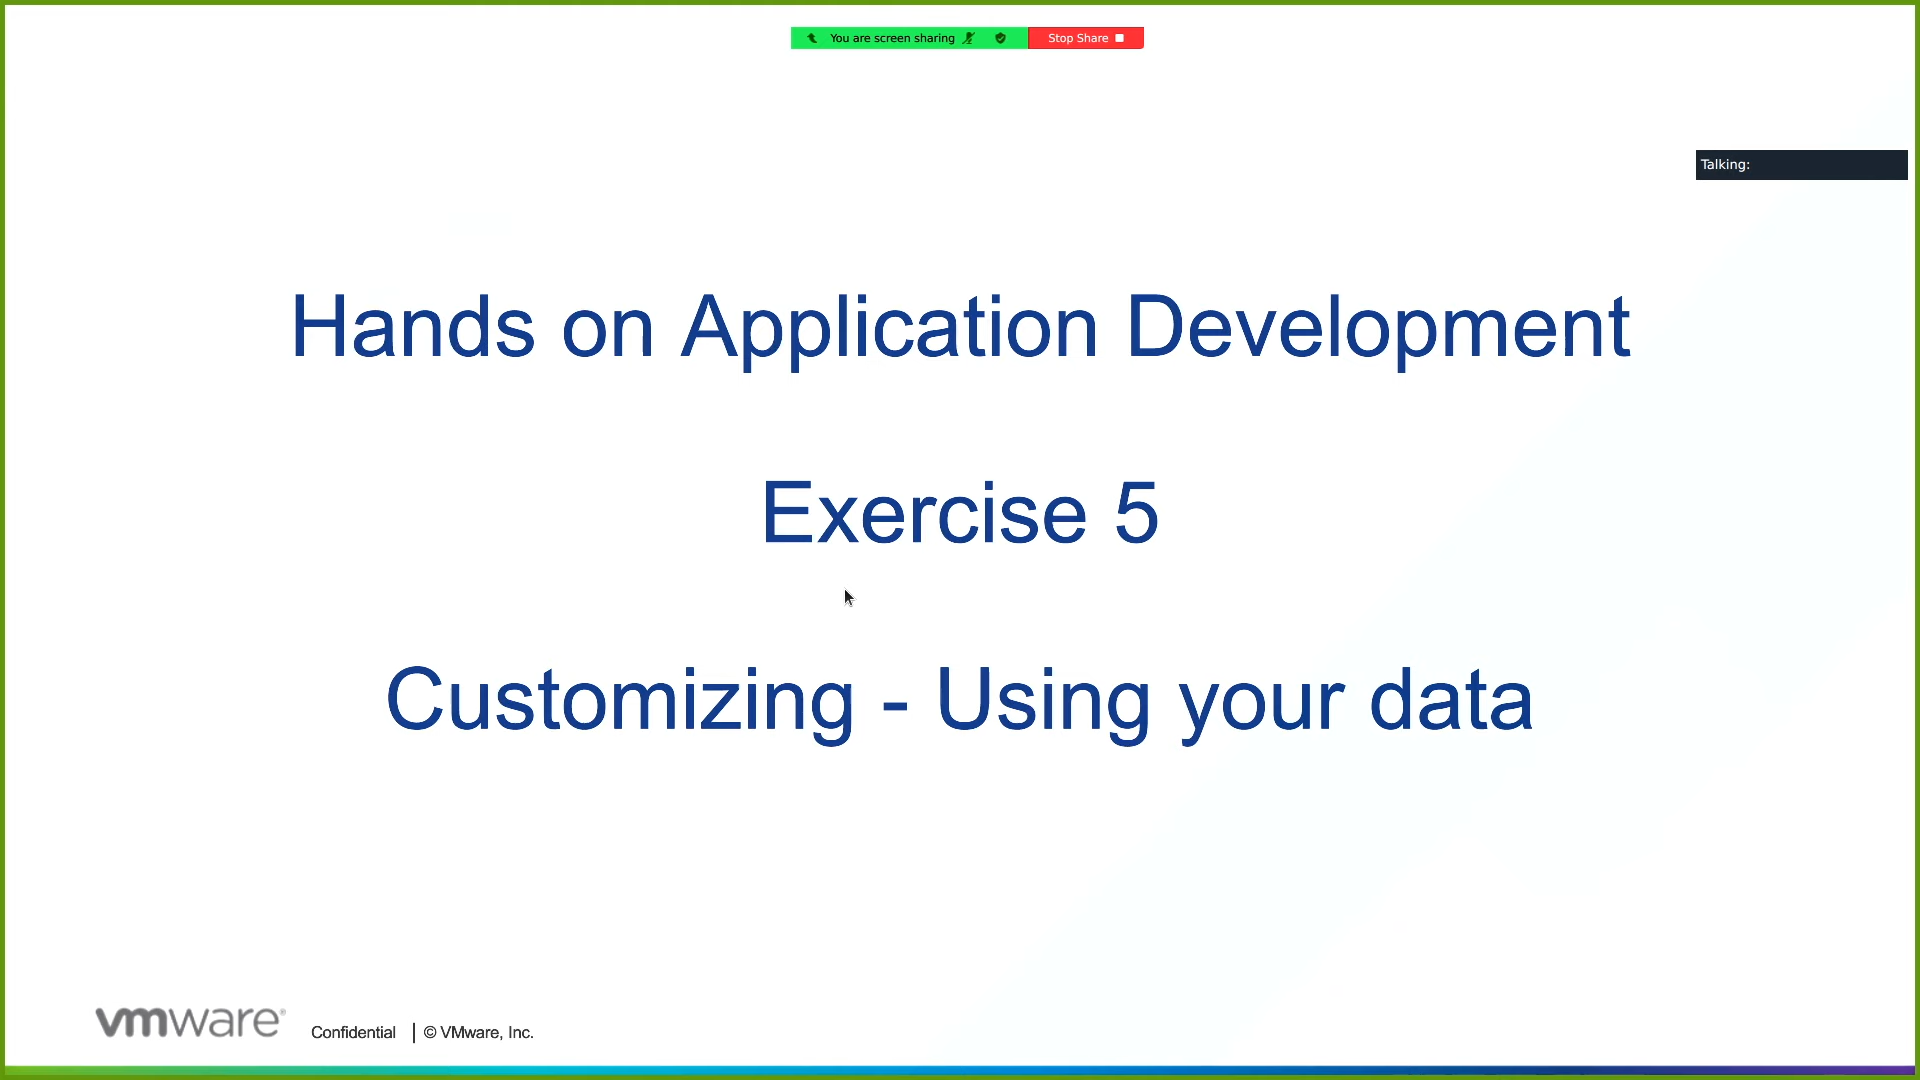 You are screen sharing
Stop Share
Talking:
Hands on Application Development
Exercise 5
Customizing - Using your data
vmware®
Confidential | © VMware, Inc.